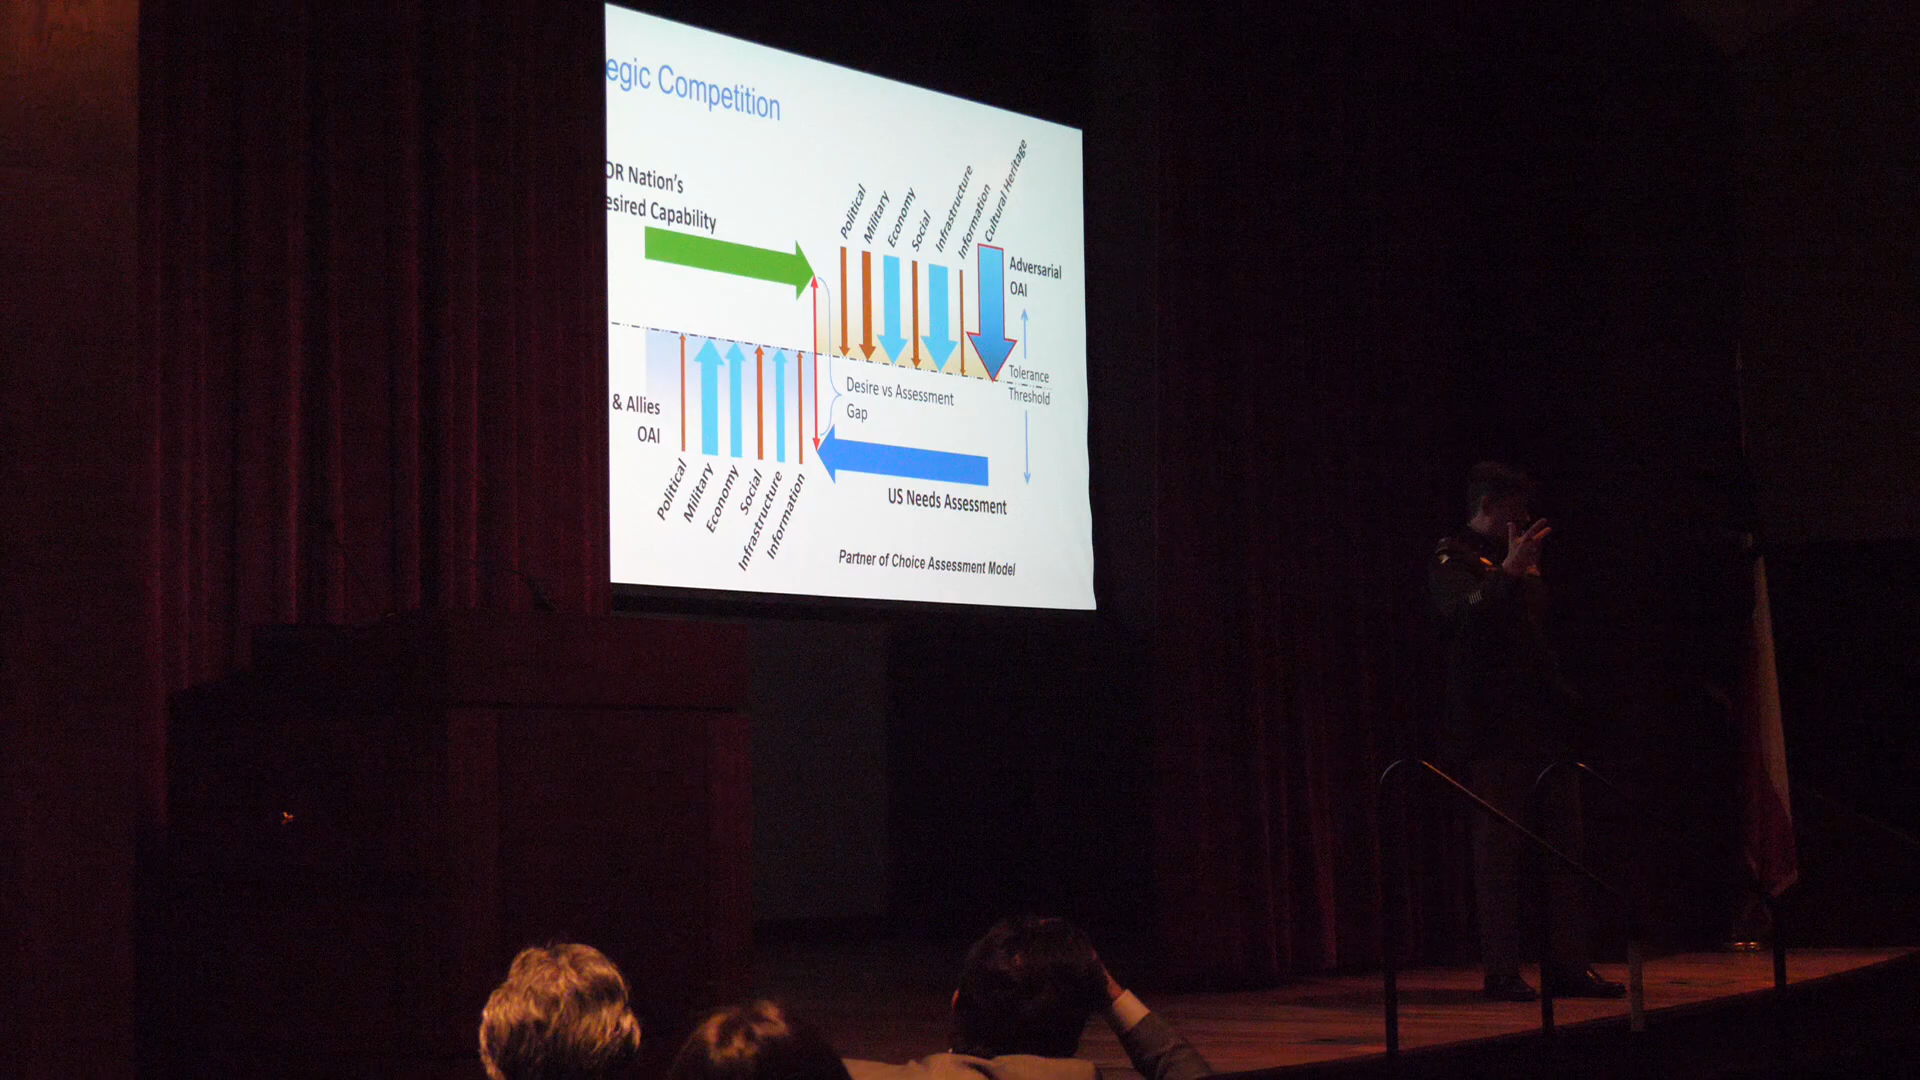 egic Competition
OR Nation's
esired Capability
Political
Military
Economy
Social
Infrastructure
Information
Cultural Heritage
Adversarial
OAI
Tolerance
Threshold
Desire vs Assessment
Gap
& Allies
OAI
Political
Military
Economy
Social
Infrastructure
Information
US Needs Assessment
Partner of Choice Assessment Model